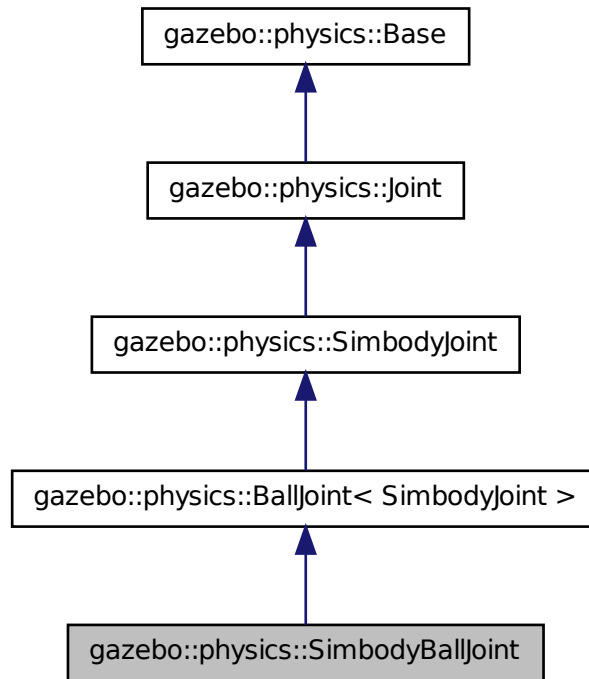 gazebo::physics::Base
gazebo::physics::Joint
gazebo::physics::SimbodyJoint
gazebo::physics::BallJoint< SimbodyJoint >
gazebo::physics::SimbodyBallJoint